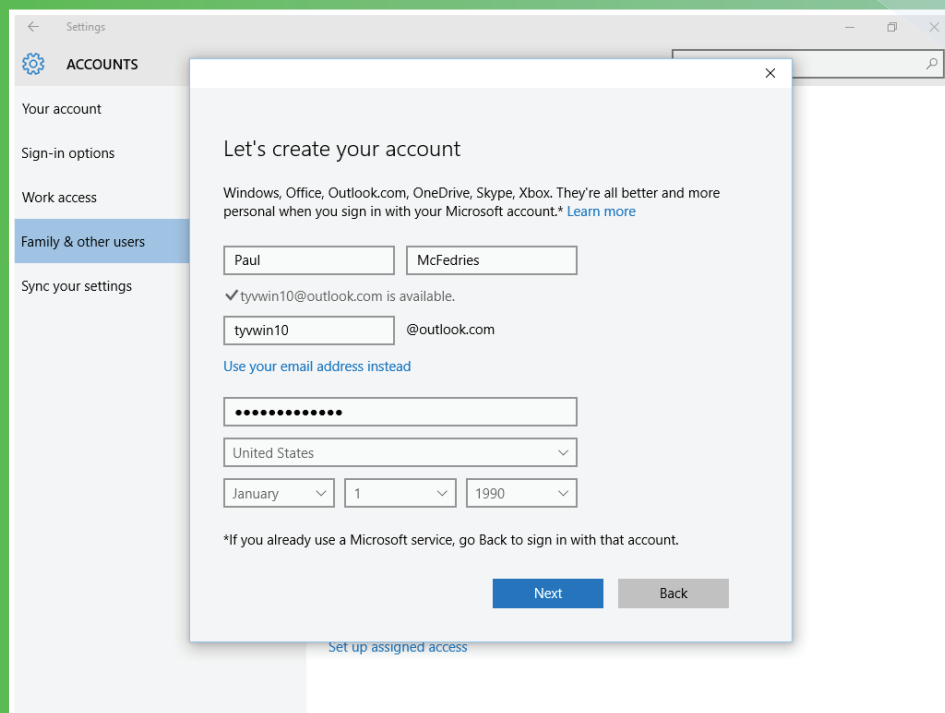 Settings
ACCOUNTS
Your account
Sign-in options
Work access
Family & other users
Sync your settings
Let's create your account
Windows, Office, Outlook.com, OneDrive, Skype, Xbox. They're all better and more
personal when you sign in with your Microsoft account.* Learn more
Paul McFedries
tyvwin10@outlook.com is available.
tyvwin10 @outlook.com
Use your email address instead
•••••••••••••
United States
January 1 1990
*If you already use a Microsoft service, go Back to sign in with that account.
Next Back
Set up assigned access